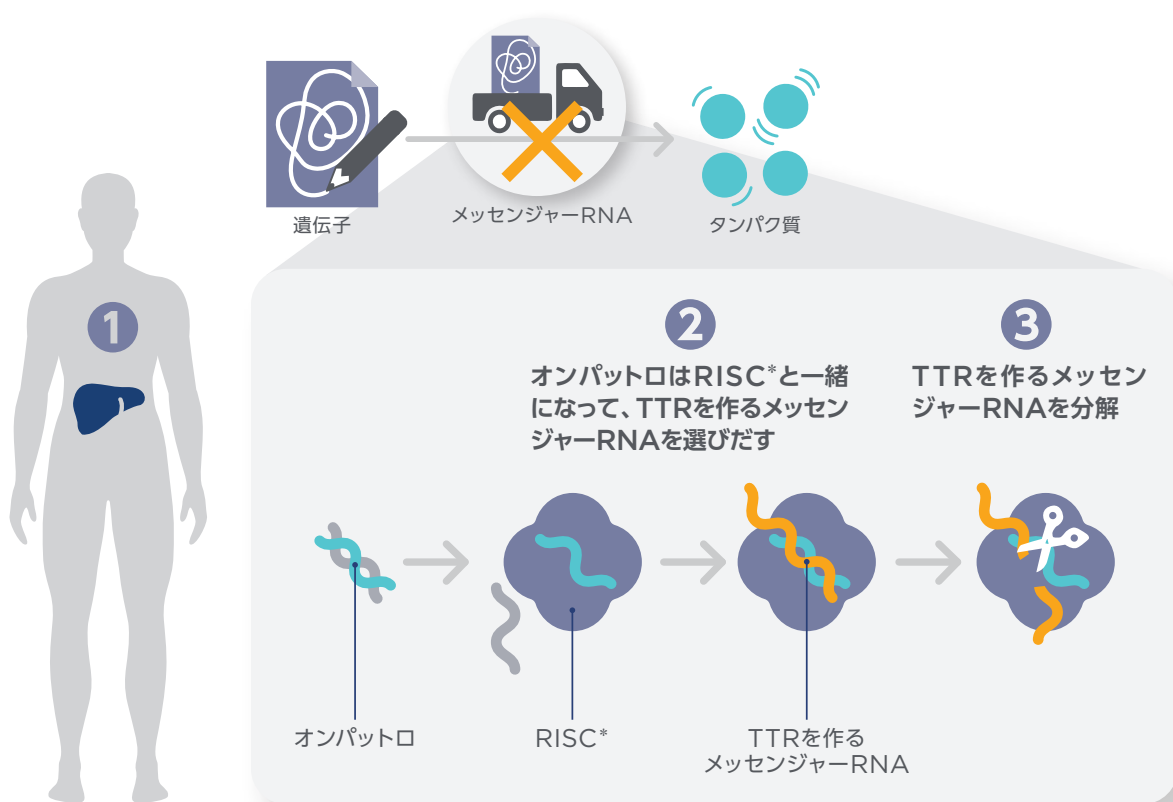 遺伝子
メッセンジャーRNA
タンパク質
1
2
オンパットロはRISC*と一緒
になって、TTRを作るメッセン
ジャーRNAを選びだす
3
TTRを作るメッセン
ジャーRNAを分解
オンパットロ
RISC*
TTRを作る
メッセンジャーRNA